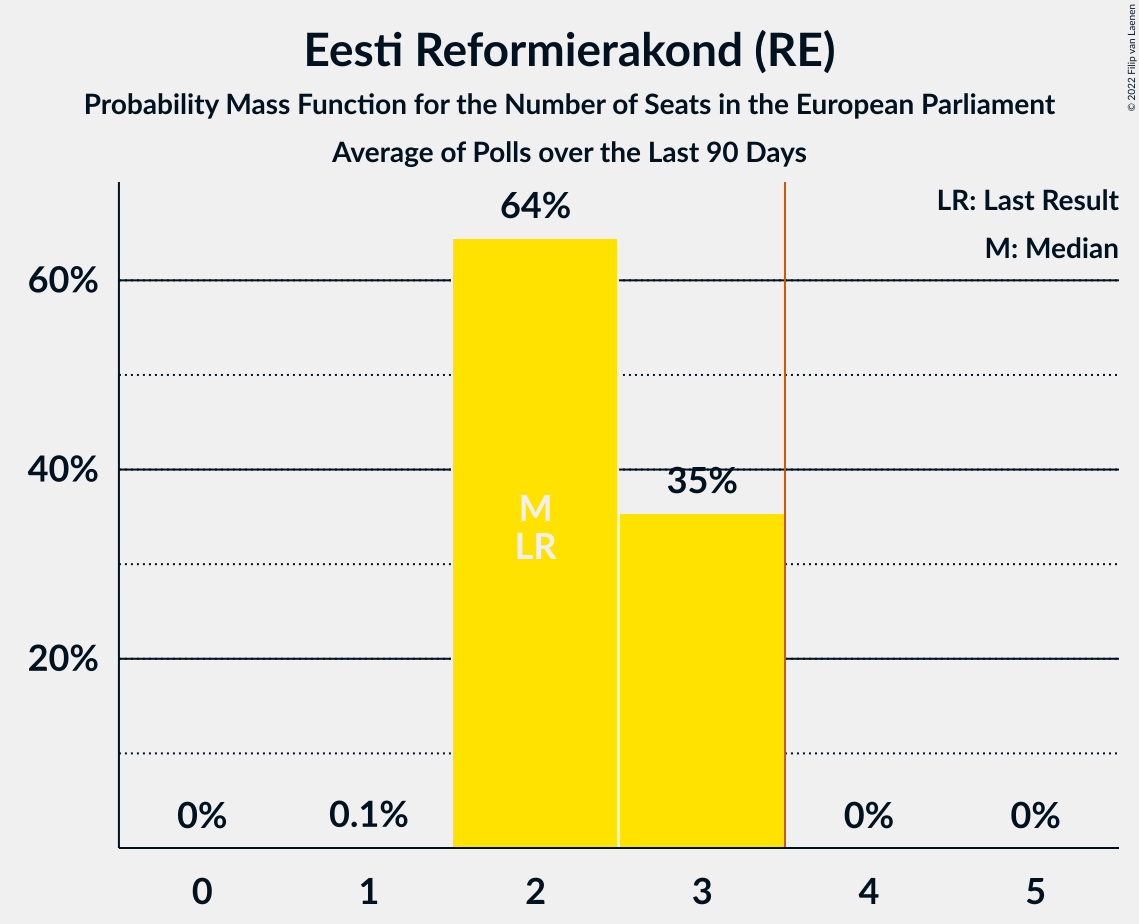 Eesti Reformierakond (RE)
Probability Mass Function for the Number of Seats in the European Parliament
Average of Polls over the Last 90 Days
© 2022 Filip van Laenen
LR: Last Result
M: Median
64%
60%
40%
35%
M
LR
20%
0%
0.1%
0%
0%
0
1
2
3
4
5